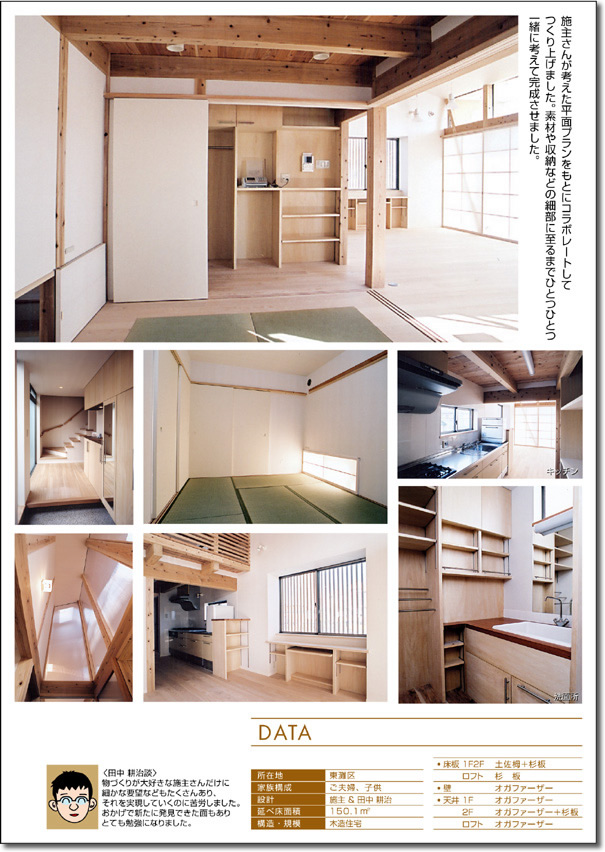 施主さんが考えた平面プランをもとにコラボレートして
つくり上げました。素材や収納などの細部に至るまでひとつひとつ
一緒に考えて完成させました。
キッチン
洗面所
DATA
〈田中 耕治談〉
物づくりが大好きな施主さんだけに
細かな要望などもたくさんあり、
それを実現していくのに苦労しました。
おかげで新たに発見できた面もあり
とても勉強になりました。
所在地 東灘区
家族構成 ご夫婦、子供
設計 施主 & 田中 耕治
延べ床面積 150.1㎡
構造・規模 木造住宅
・床板 1F2F 土佐栂＋杉板
ロフト 杉 板
・壁 オガファーザー
・天井 1F オガファーザー
2F オガファーザー＋杉板
ロフト オガファーザー